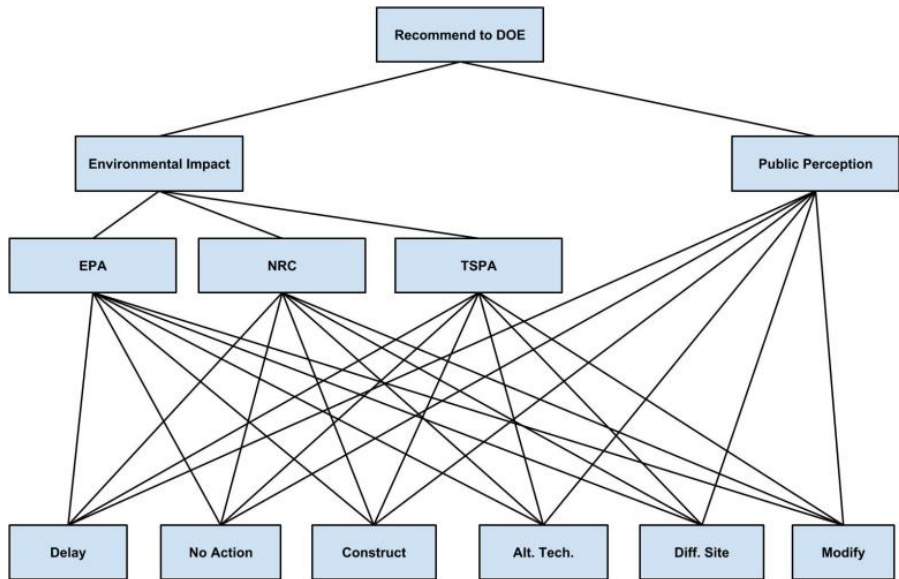 Recommend to DOE
Environmental Impact
Public Perception
EPA
NRC
TSPA
Delay
No Action
Construct
Alt. Tech.
Diff. Site
Modify